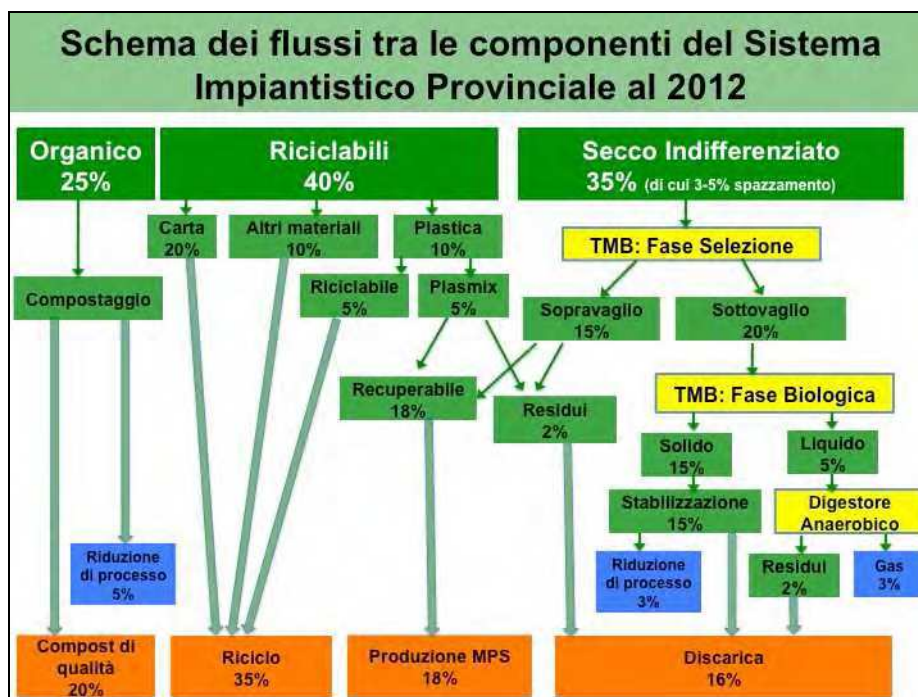 Schema dei flussi tra le componenti del Sistema
Impiantistico Provinciale al 2012
Organico
25%
Riciclabili
40%
Secco Indifferenziato
35% (di cui 3-5% spazzamento)
Carta
20%
Altri materiali
10%
Plastica
10%
TMB: Fase Selezione
Compostaggio
Riciclabile
5%
Plasmix
5%
Sopravaglio
15%
Sottovaglio
20%
Recuperabile
18%
Residui
2%
TMB: Fase Biologica
Solido
15%
Liquido
5%
Stabilizzazione
15%
Digestore
Anaerobico
Riduzione
di processo
5%
Riduzione
di processo
3%
Residui
2%
Gas
3%
Compost di
qualità
20%
Riciclo
35%
Produzione MPS
18%
Discarica
16%